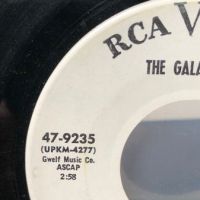 RCA V
THE GALA
47-9235
(UPKM-4277)
Gwelf Music Co.
ASCAP
2:58